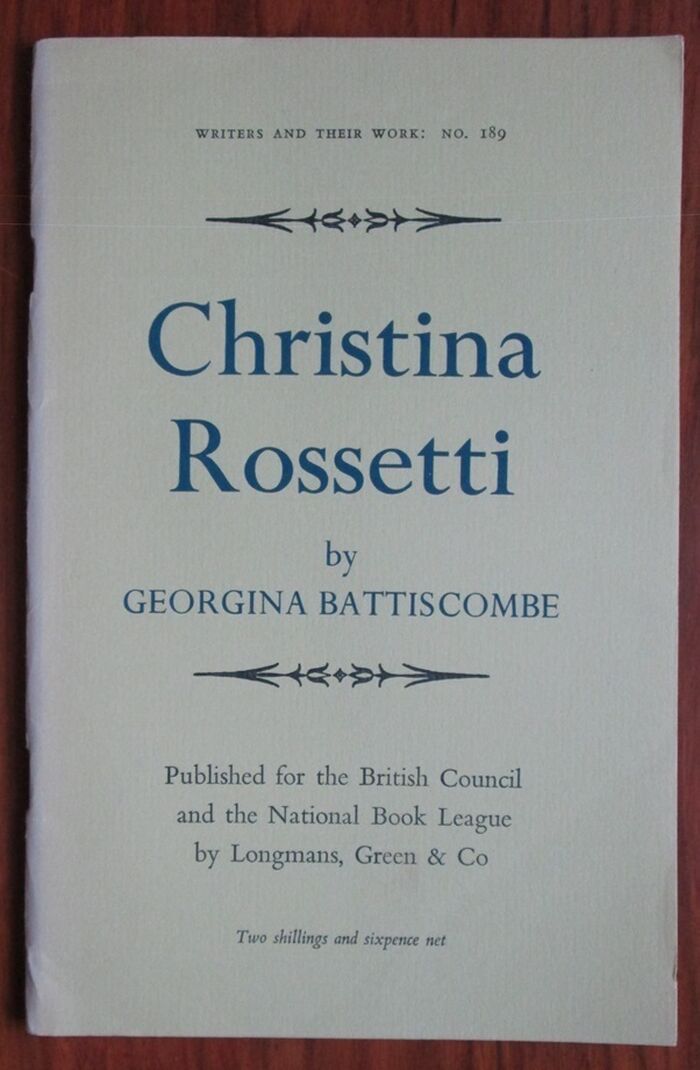 WRITERS AND THEIR WORK: NO. 189
Christina
Rossetti
by
GEORGINA BATTISCOMBE
Published for the British Council
and the National Book League
by Longmans, Green & Co
Two shillings and sixpence net